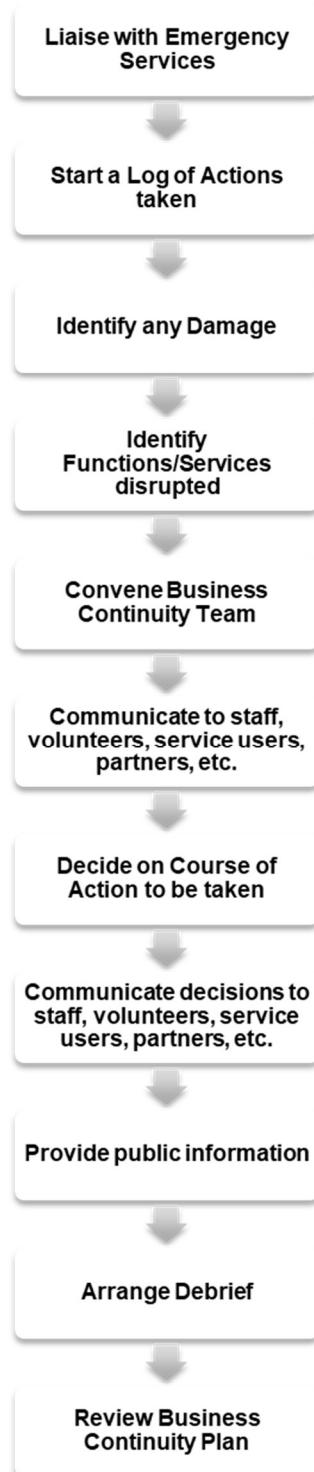 Liaise with Emergency
Services
Start a Log of Actions
taken
Identify any Damage
Identify
Functions/Services
disrupted
Convene Business
Continuity Team
Communicate to staff,
volunteers, service users,
partners, etc.
Decide on Course of
Action to be taken
Communicate decisions to
staff, volunteers, service
users, partners, etc.
Provide public information
Arrange Debrief
Review Business
Continuity Plan